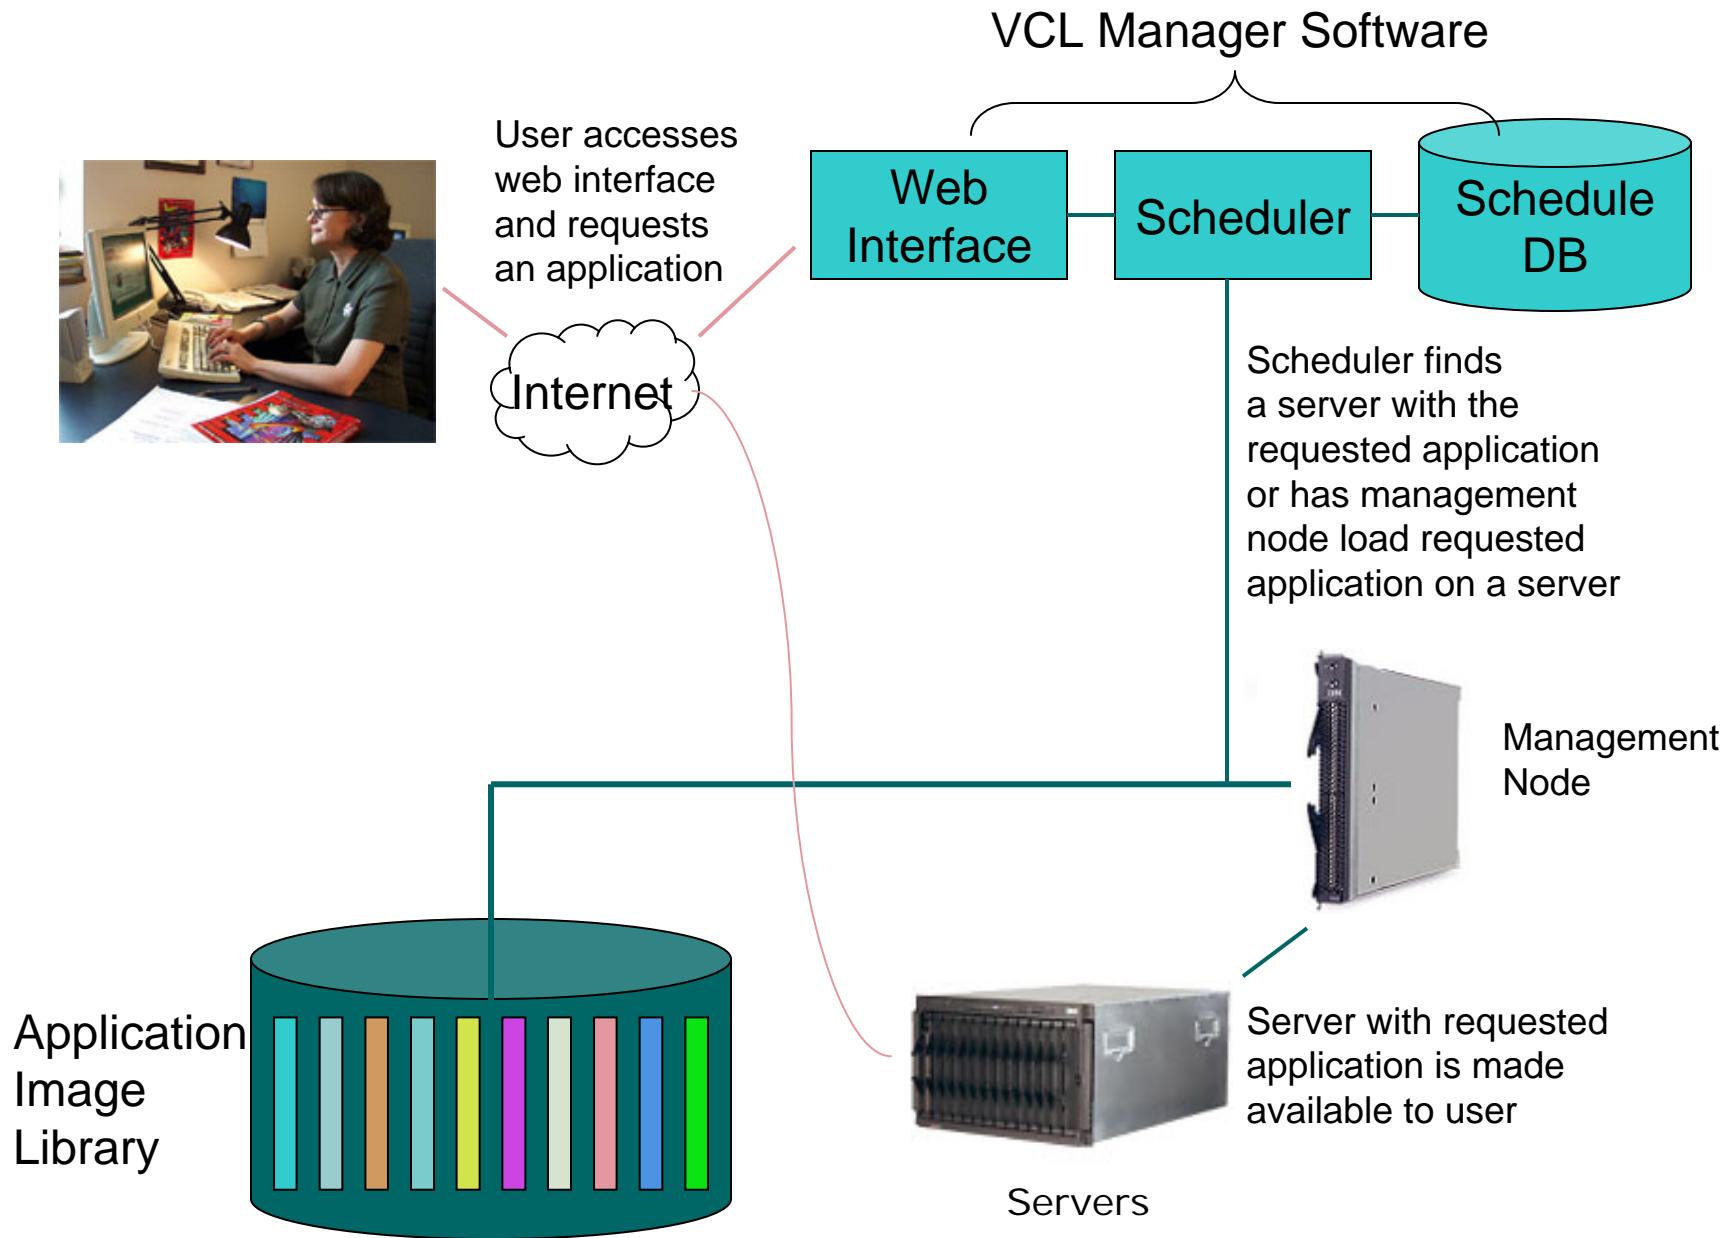 VCL Manager Software
User accesses
web interface
and requests
an application
Web
Interface
Scheduler
Schedule
DB
Internet
Scheduler finds
a server with the
requested application
or has management
node load requested
application on a server
Management
Node
Application
Image
Library
Server with requested
application is made
available to user
Servers